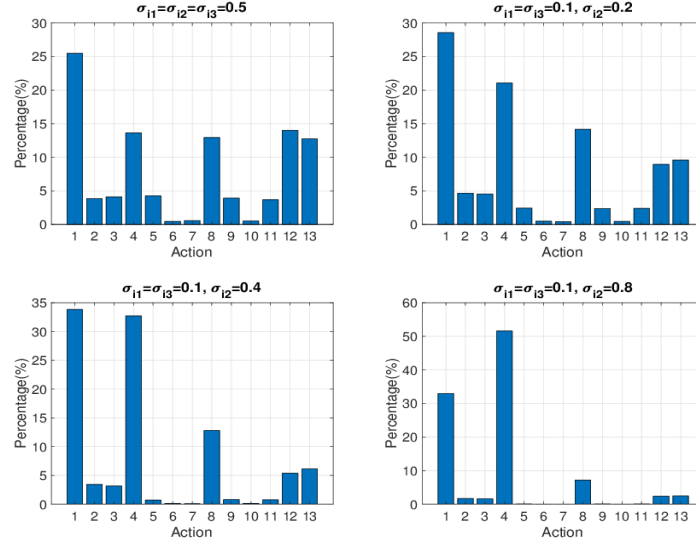 σi1=σi2=σi3=0.5
30
25
20
15
10
5
0
Percentage(%)
1 2 3 4 5 6 7 8 9 10 11 12 13
Action
σi1=σi3=0.1, σi2=0.2
30
25
20
15
10
5
0
Percentage(%)
1 2 3 4 5 6 7 8 9 10 11 12 13
Action
σi1=σi3=0.1, σi2=0.4
35
30
25
20
15
10
5
0
Percentage(%)
1 2 3 4 5 6 7 8 9 10 11 12 13
Action
σi1=σi3=0.1, σi2=0.8
60
50
40
30
20
10
0
Percentage(%)
1 2 3 4 5 6 7 8 9 10 11 12 13
Action